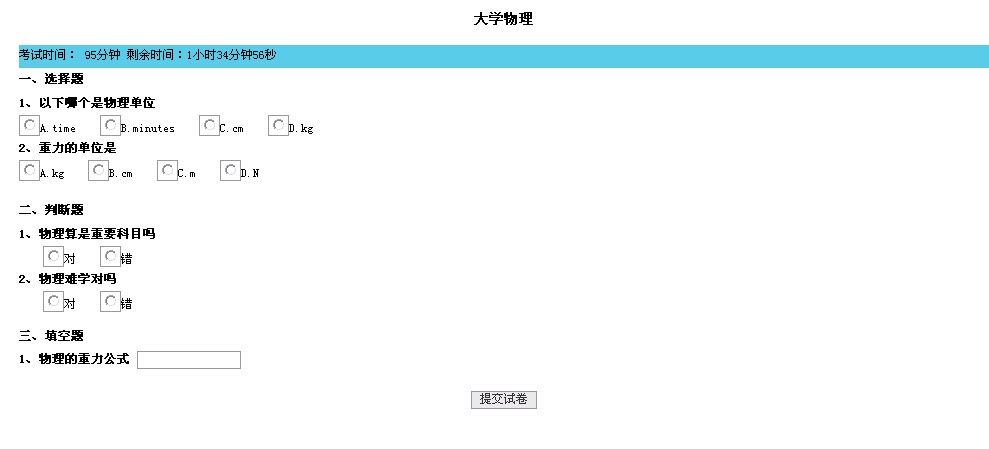 大学物理
考试时间： 95分钟 剩余时间：1小时34分钟56秒
一、选择题
1、以下哪个是物理单位
A.time B.minutes C.cm D.kg
2、重力的单位是
A.kg B.cm C.m D.N
二、判断题
1、物理算是重要科目吗
对 错
2、物理难学对吗
对 错
三、填空题
1、物理的重力公式
提交试卷